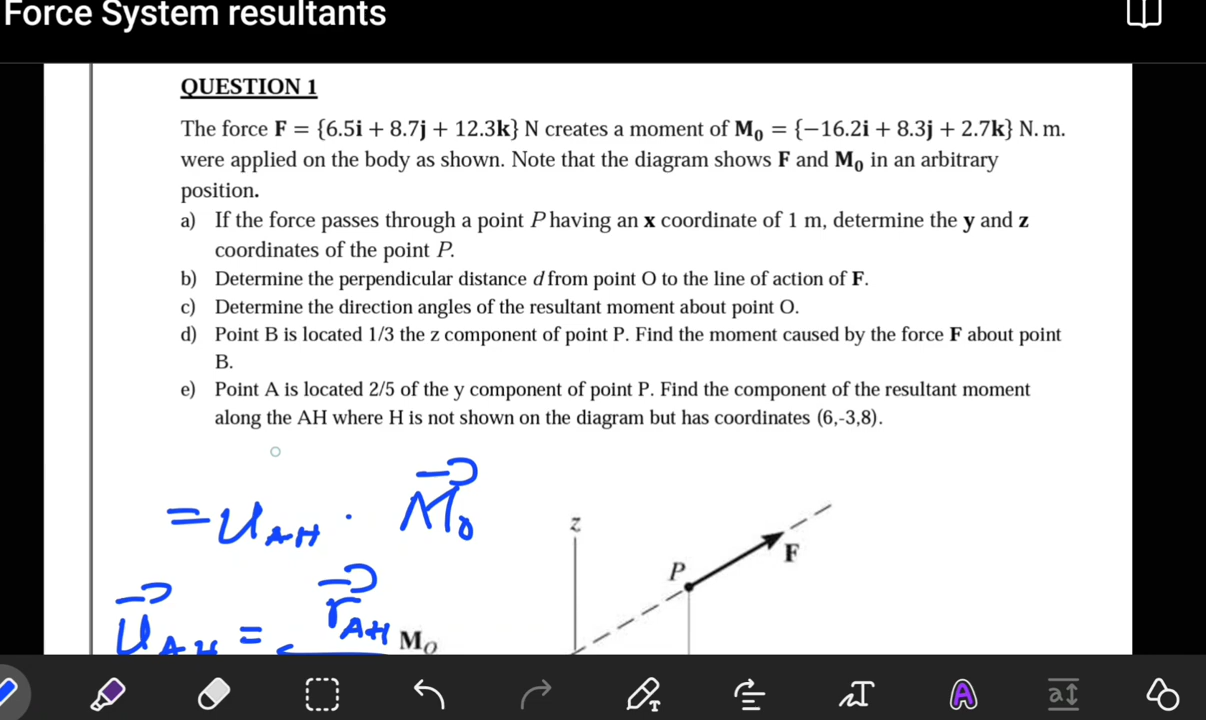 Force System resultants
QUESTION 1
The force F = {6.5i + 8.7j + 12.3k} N creates a moment of M₀ = {−16.2i + 8.3j + 2.7k} N. m.
were applied on the body as shown. Note that the diagram shows F and M₀ in an arbitrary
position.
a) If the force passes through a point P having an x coordinate of 1 m, determine the y and z
coordinates of the point P.
b) Determine the perpendicular distance d from point O to the line of action of F.
c) Determine the direction angles of the resultant moment about point O.
d) Point B is located 1/3 the z component of point P. Find the moment caused by the force F about point
B.
e) Point A is located 2/5 of the y component of point P. Find the component of the resultant moment
along the AH where H is not shown on the diagram but has coordinates (6,-3,8).
= u_AH · M₀
z
F
P
u_AH = r_AH
M_O